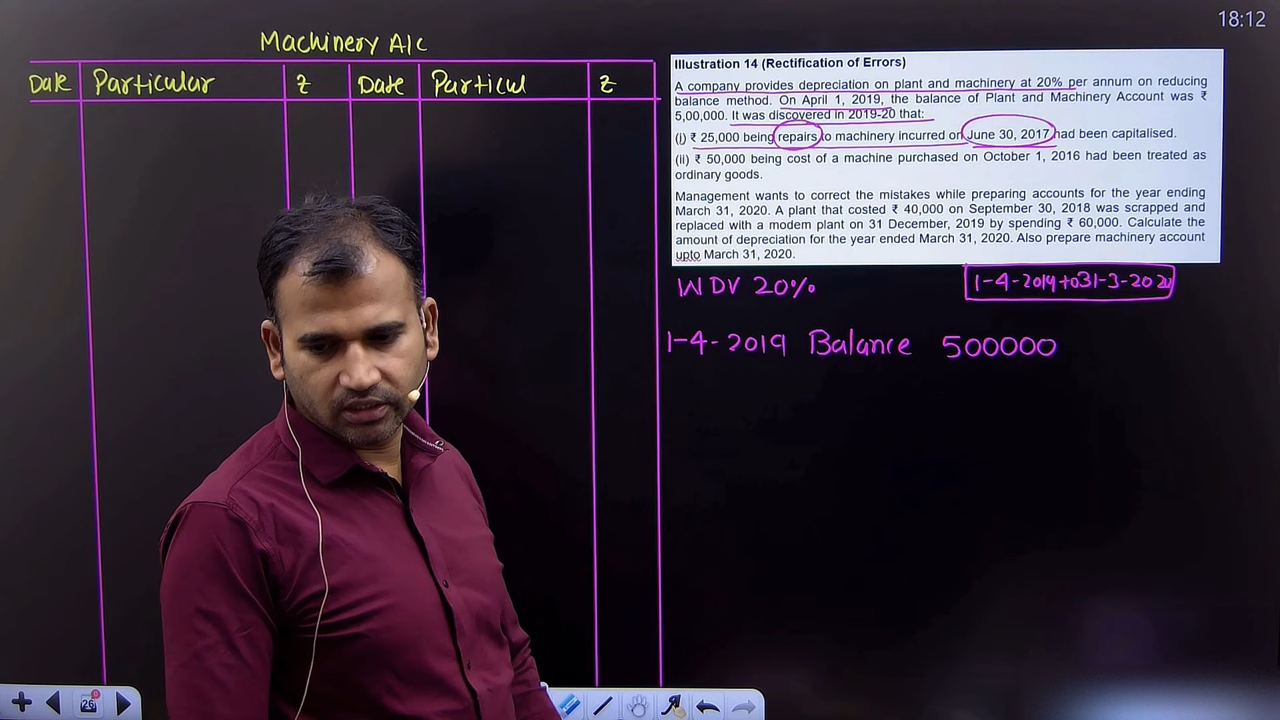 18:12
Machinery A/c
Date Particular ₹ Date Particul ₹
Illustration 14 (Rectification of Errors)
A company provides depreciation on plant and machinery at 20% per annum on reducing
balance method. On April 1, 2019, the balance of Plant and Machinery Account was ₹
5,00,000. It was discovered in 2019-20 that:
(i) ₹ 25,000 being repairs to machinery incurred on June 30, 2017 had been capitalised.
(ii) ₹ 50,000 being cost of a machine purchased on October 1, 2016 had been treated as
ordinary goods.
Management wants to correct the mistakes while preparing accounts for the year ending
March 31, 2020. A plant that costed ₹ 40,000 on September 30, 2018 was scrapped and
replaced with a modem plant on 31 December, 2019 by spending ₹ 60,000. Calculate the
amount of depreciation for the year ended March 31, 2020. Also prepare machinery account
upto March 31, 2020.
WDV 20%
1-4-2019 to 31-3-2020
1-4-2019 Balance 500000
26